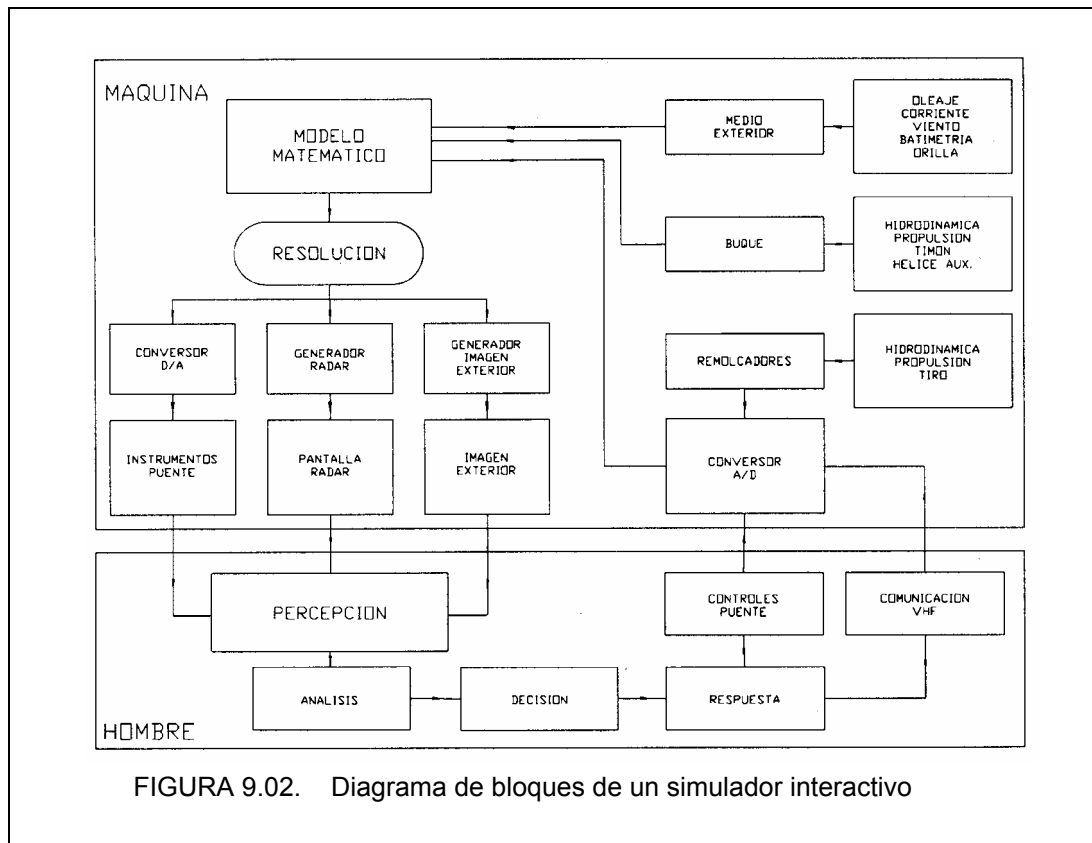 MAQUINA
MODELO
MATEMATICO
MEDIO
EXTERIOR
OLEAJE
CORRIENTE
VIENTO
BATIMETRIA
ORILLA
RESOLUCION
BUQUE
HIDRODINAMICA
PROPULSION
TIMON
HELICE AUX.
CONVERSOR
D/A
GENERADOR
RADAR
GENERADOR
IMAGEN
EXTERIOR
REMOLCADORES
HIDRODINAMICA
PROPULSION
TIRO
INSTRUMENTOS
PUENTE
PANTALLA
RADAR
IMAGEN
EXTERIOR
CONVERSOR
A/D
PERCEPCION
CONTROLES
PUENTE
COMUNICACION
VHF
ANALISIS
DECISION
RESPUESTA
HOMBRE
FIGURA 9.02. Diagrama de bloques de un simulador interactivo